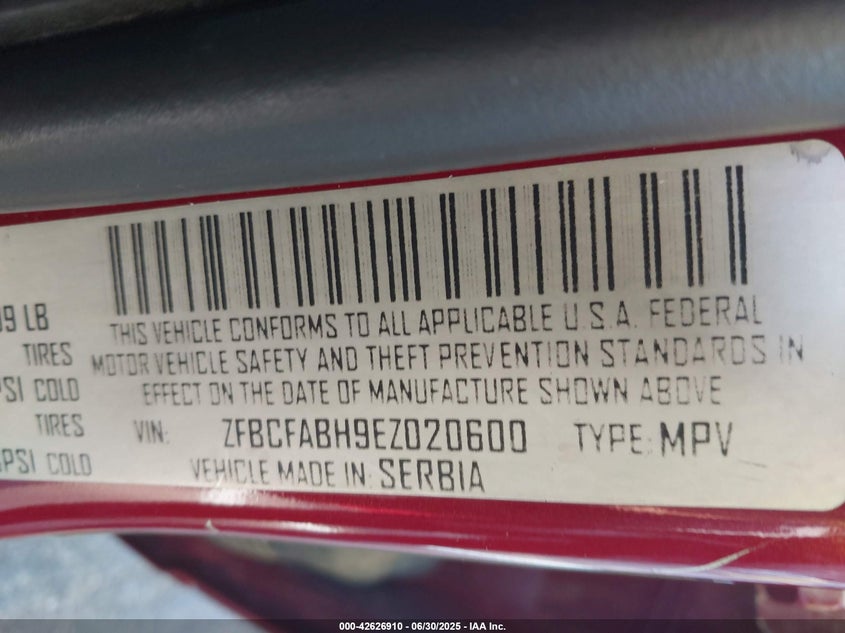 09 LB
THIS VEHICLE CONFORMS TO ALL APPLICABLE U.S.A. FEDERAL
TIRES
MOTOR VEHICLE SAFETY AND THEFT PREVENTION STANDARDS IN
PSI COLD
EFFECT ON THE DATE OF MANUFACTURE SHOWN ABOVE
TIRES
VIN: ZFBCFABH9EZ020600 TYPE: MPV
PSI COLD
VEHICLE MADE IN: SERBIA
000-42626910 - 06/30/2025 - IAA Inc.